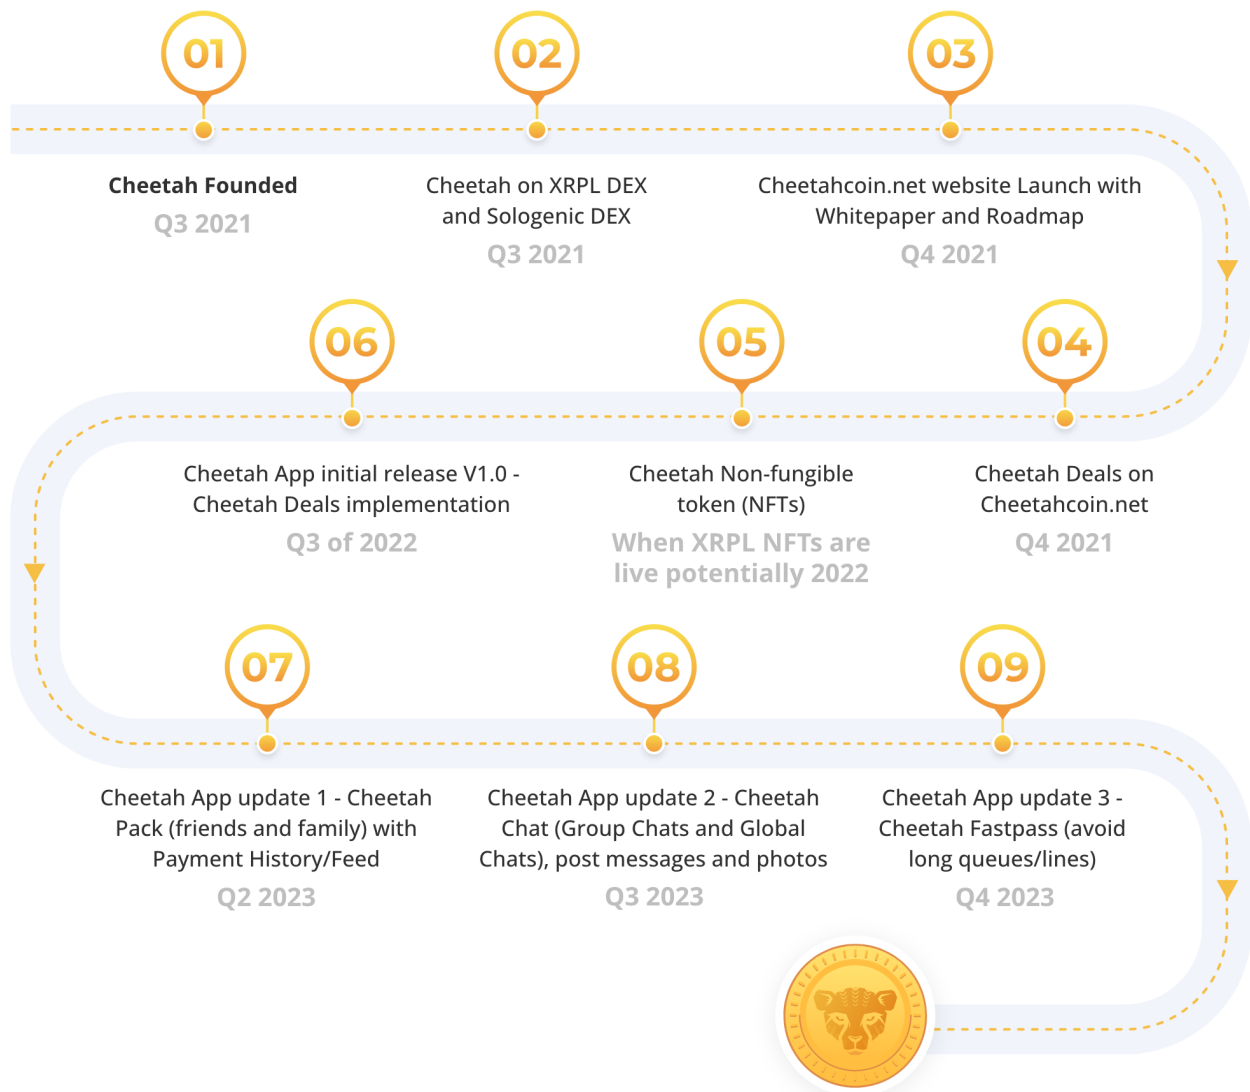 01
Cheetah Founded
Q3 2021
02
Cheetah on XRPL DEX
and Sologenic DEX
Q3 2021
03
Cheetahcoin.net website Launch with
Whitepaper and Roadmap
Q4 2021
04
Cheetah Deals on
Cheetahcoin.net
Q4 2021
05
Cheetah Non-fungible
token (NFTs)
When XRPL NFTs are
live potentially 2022
06
Cheetah App initial release V1.0 -
Cheetah Deals implementation
Q3 of 2022
07
Cheetah App update 1 - Cheetah
Pack (friends and family) with
Payment History/Feed
Q2 2023
08
Cheetah App update 2 - Cheetah
Chat (Group Chats and Global
Chats), post messages and photos
Q3 2023
09
Cheetah App update 3 -
Cheetah Fastpass (avoid
long queues/lines)
Q4 2023